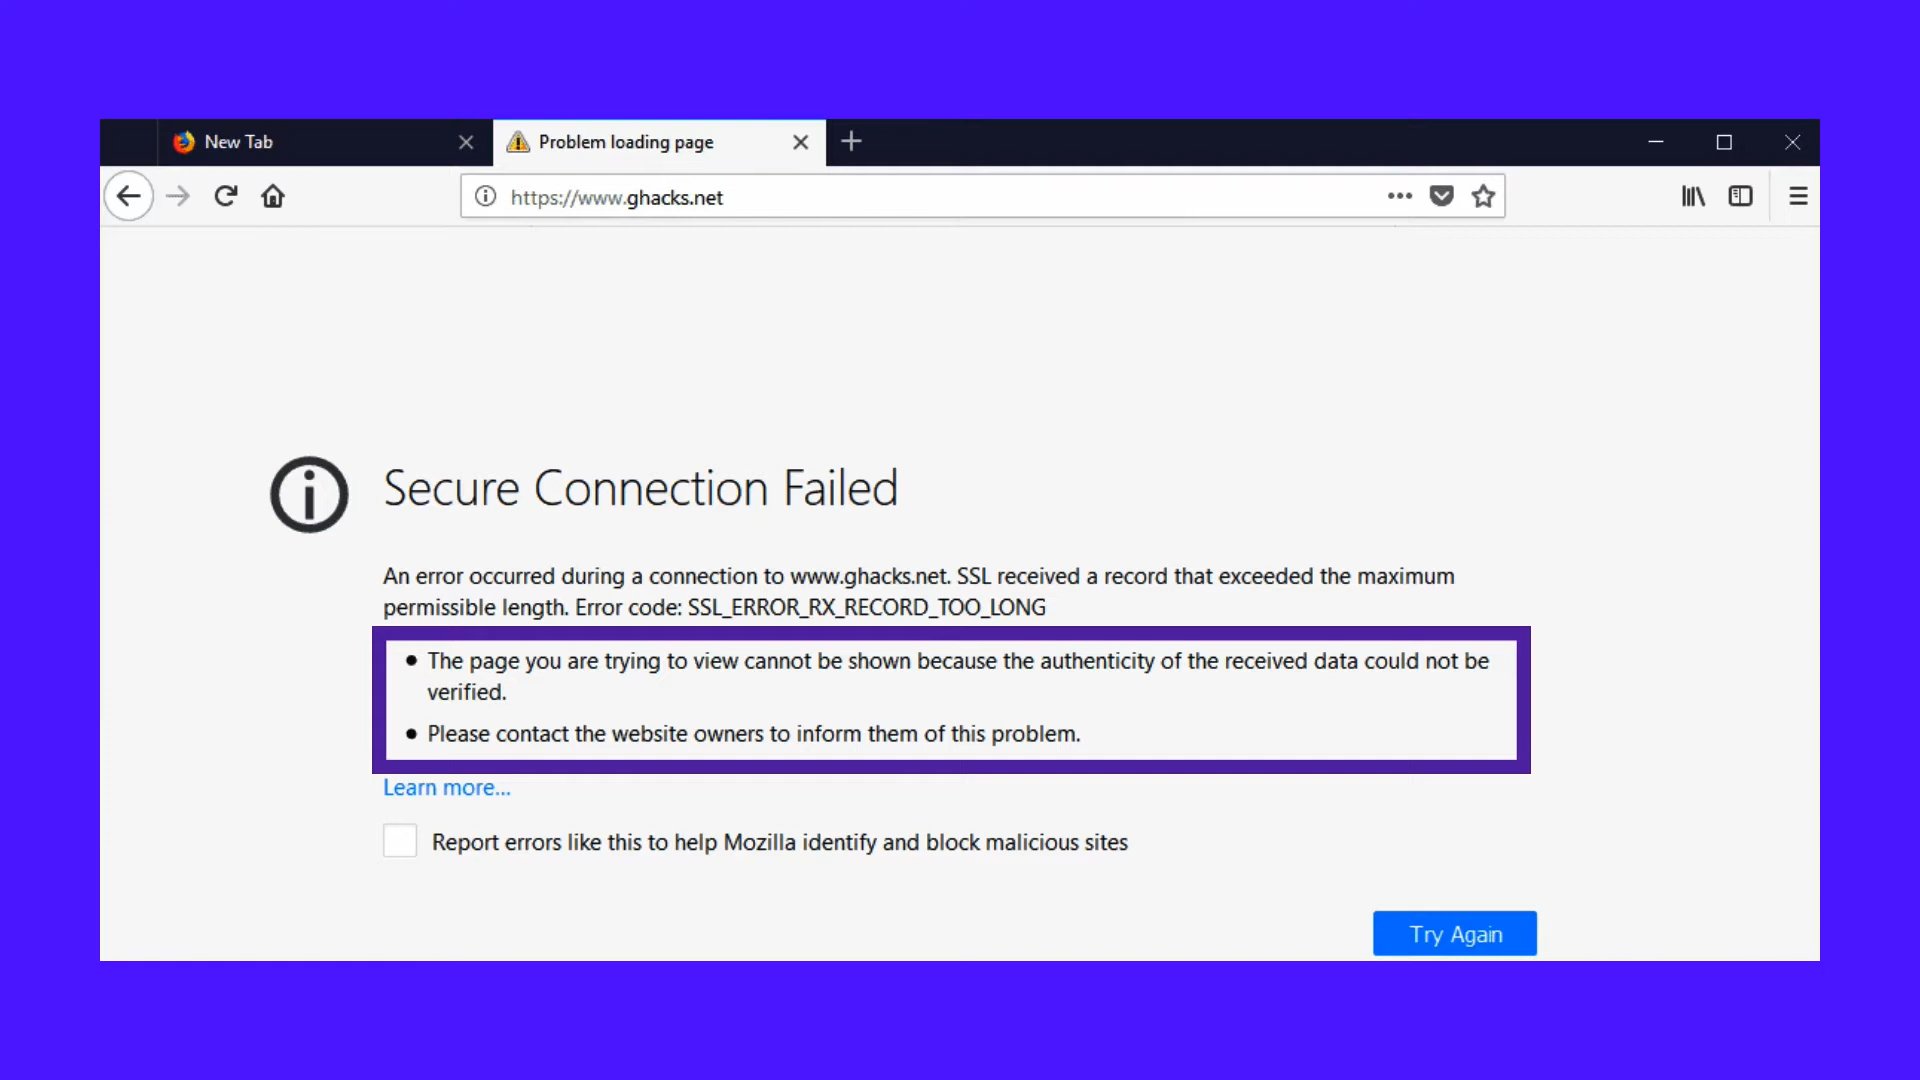 New Tab
Problem loading page
https://www.ghacks.net
Secure Connection Failed
An error occurred during a connection to www.ghacks.net. SSL received a record that exceeded the maximum
permissible length. Error code: SSL_ERROR_RX_RECORD_TOO_LONG
● The page you are trying to view cannot be shown because the authenticity of the received data could not be
verified.
● Please contact the website owners to inform them of this problem.
Learn more...
Report errors like this to help Mozilla identify and block malicious sites
Try Again